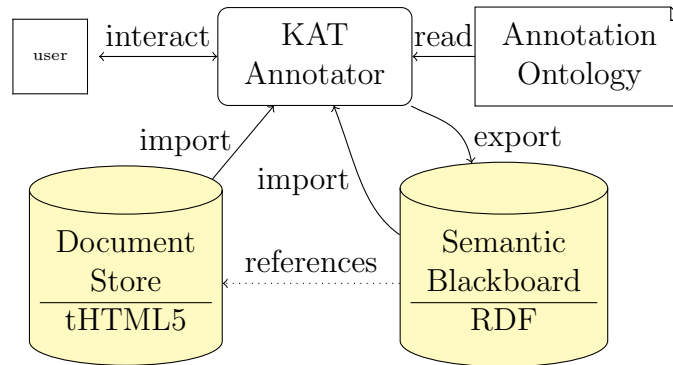 user
interact
KAT
Annotator
read
Annotation
Ontology
import
import
export
Document
Store
tHTML5
references
Semantic
Blackboard
RDF